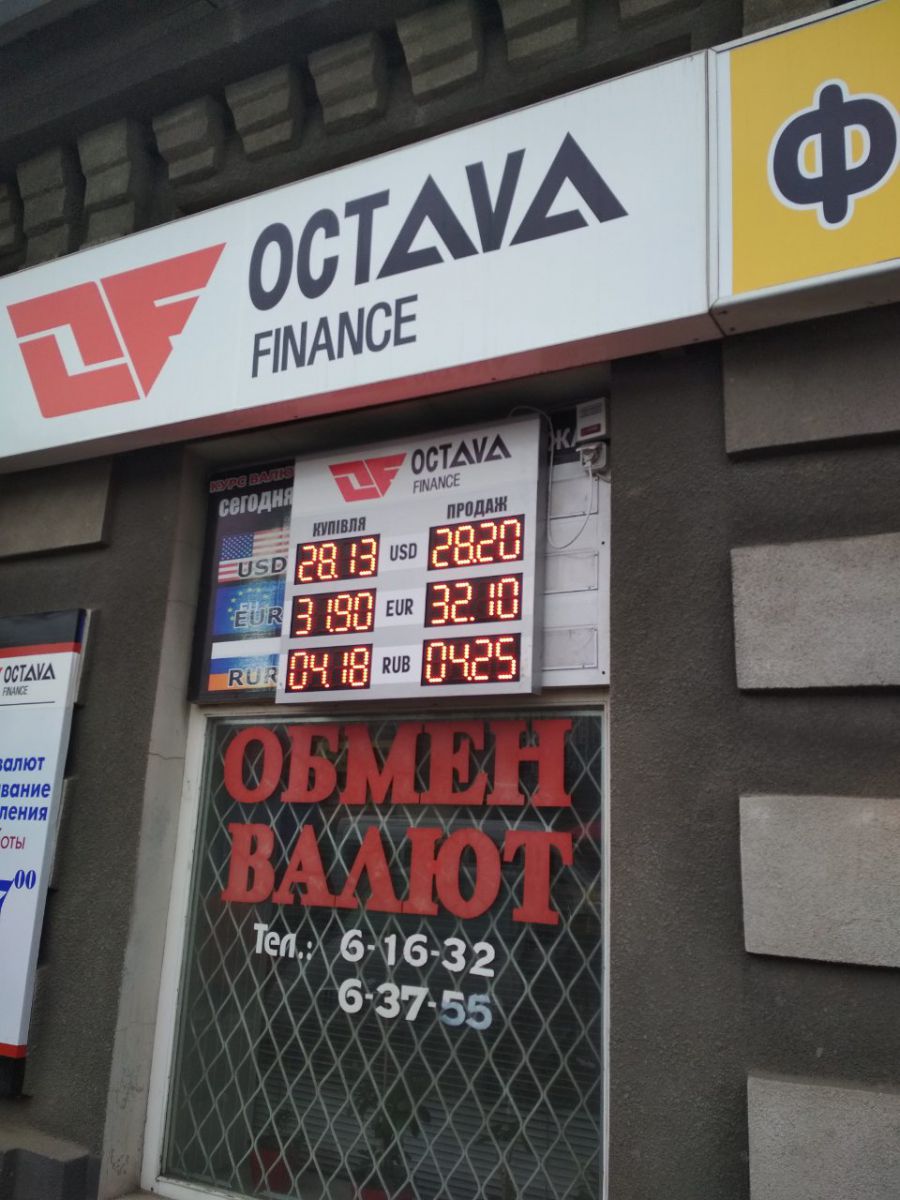 OCTAVA
FINANCE
Ф
OCTAVA
FINANCE
КУРС ВАЛЮ
сегодня
USD
EUR
RUR
КУПІВЛЯ ПРОДАЖ
28.13 USD 28.20
31.90 EUR 32.10
04.18 RUB 04.25
ОБМЕН
ВАЛЮТ
Тел.: 6-16-32
6-37-55
OCTAVA
FINANCE
валют
вание
ления
оты
00